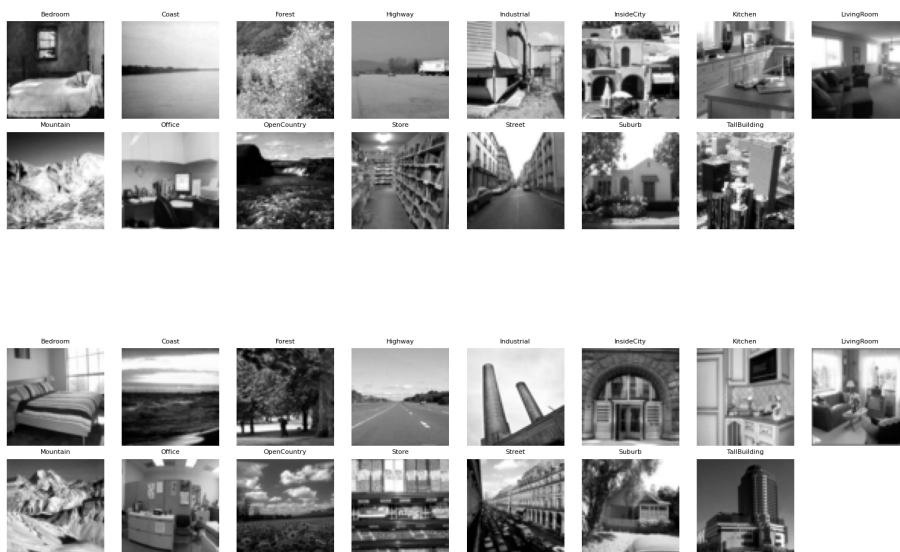 Bedroom Coast Forest Highway Industrial InsideCity Kitchen LivingRoom
Mountain Office OpenCountry Store Street Suburb TallBuilding
Bedroom Coast Forest Highway Industrial InsideCity Kitchen LivingRoom
Mountain Office OpenCountry Store Street Suburb TallBuilding